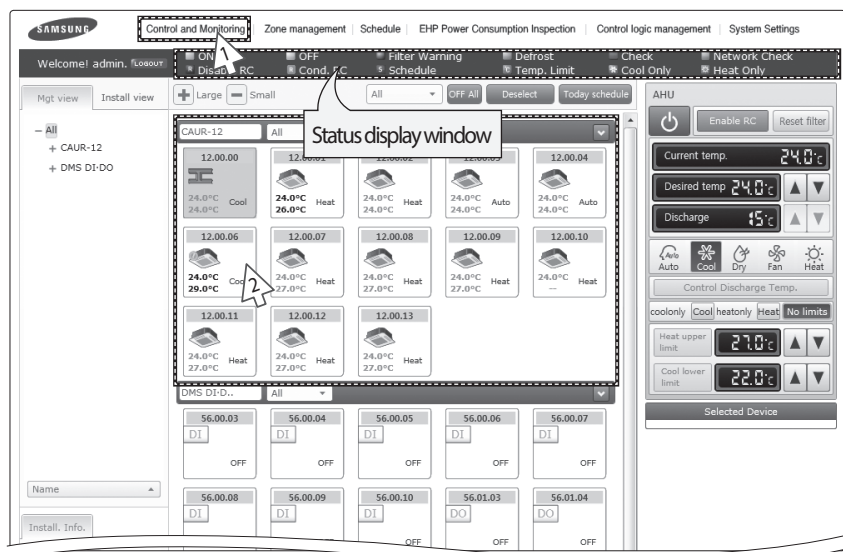 SAMSUNG
Control and Monitoring Zone management Schedule EHP Power Consumption Inspection Control logic management System Settings
Welcome! admin. LOGOUT
ON OFF Filter Warning Defrost Check Network Check
Cond. RC Schedule Temp. Limit Cool Only Heat Only
1
Status display window
Mgt view Install view
Large Small All OFF All Deselect Today schedule
All
CAUR-12
DMS DI·DO
CAUR-12 All
12.00.00 12.00.04
24.0°C Cool 24.0°C Heat 24.0°C Heat 24.0°C Auto 24.0°C Auto
24.0°C 26.0°C 24.0°C 24.0°C 24.0°C
12.00.06 12.00.07 12.00.08 12.00.09 12.00.10
24.0°C 24.0°C Heat 24.0°C Heat 24.0°C Heat 24.0°C Heat
29.0°C 27.0°C 27.0°C 27.0°C --
2
12.00.11 12.00.12 12.00.13
24.0°C Heat 24.0°C Heat 24.0°C Heat
27.0°C 27.0°C 27.0°C
DMS DI·D.. All
56.00.03 56.00.04 56.00.05 56.00.06 56.00.07
DI DI DI DI DI
OFF OFF OFF OFF OFF
56.00.08 56.00.09 56.00.10 56.01.03 56.01.04
DI DI DI DO DO
OFF OFF OFF
Name
Install. Info.
AHU
Enable RC Reset filter
Current temp. 24.0°c
Desired temp 24.0°c
Discharge 15°c
Auto
Auto Cool Dry Fan Heat
Control Discharge Temp.
coolonly Cool heatonly Heat No limits
Heat upper
limit 27.0°c
Cool lower
limit 22.0°c
Selected Device